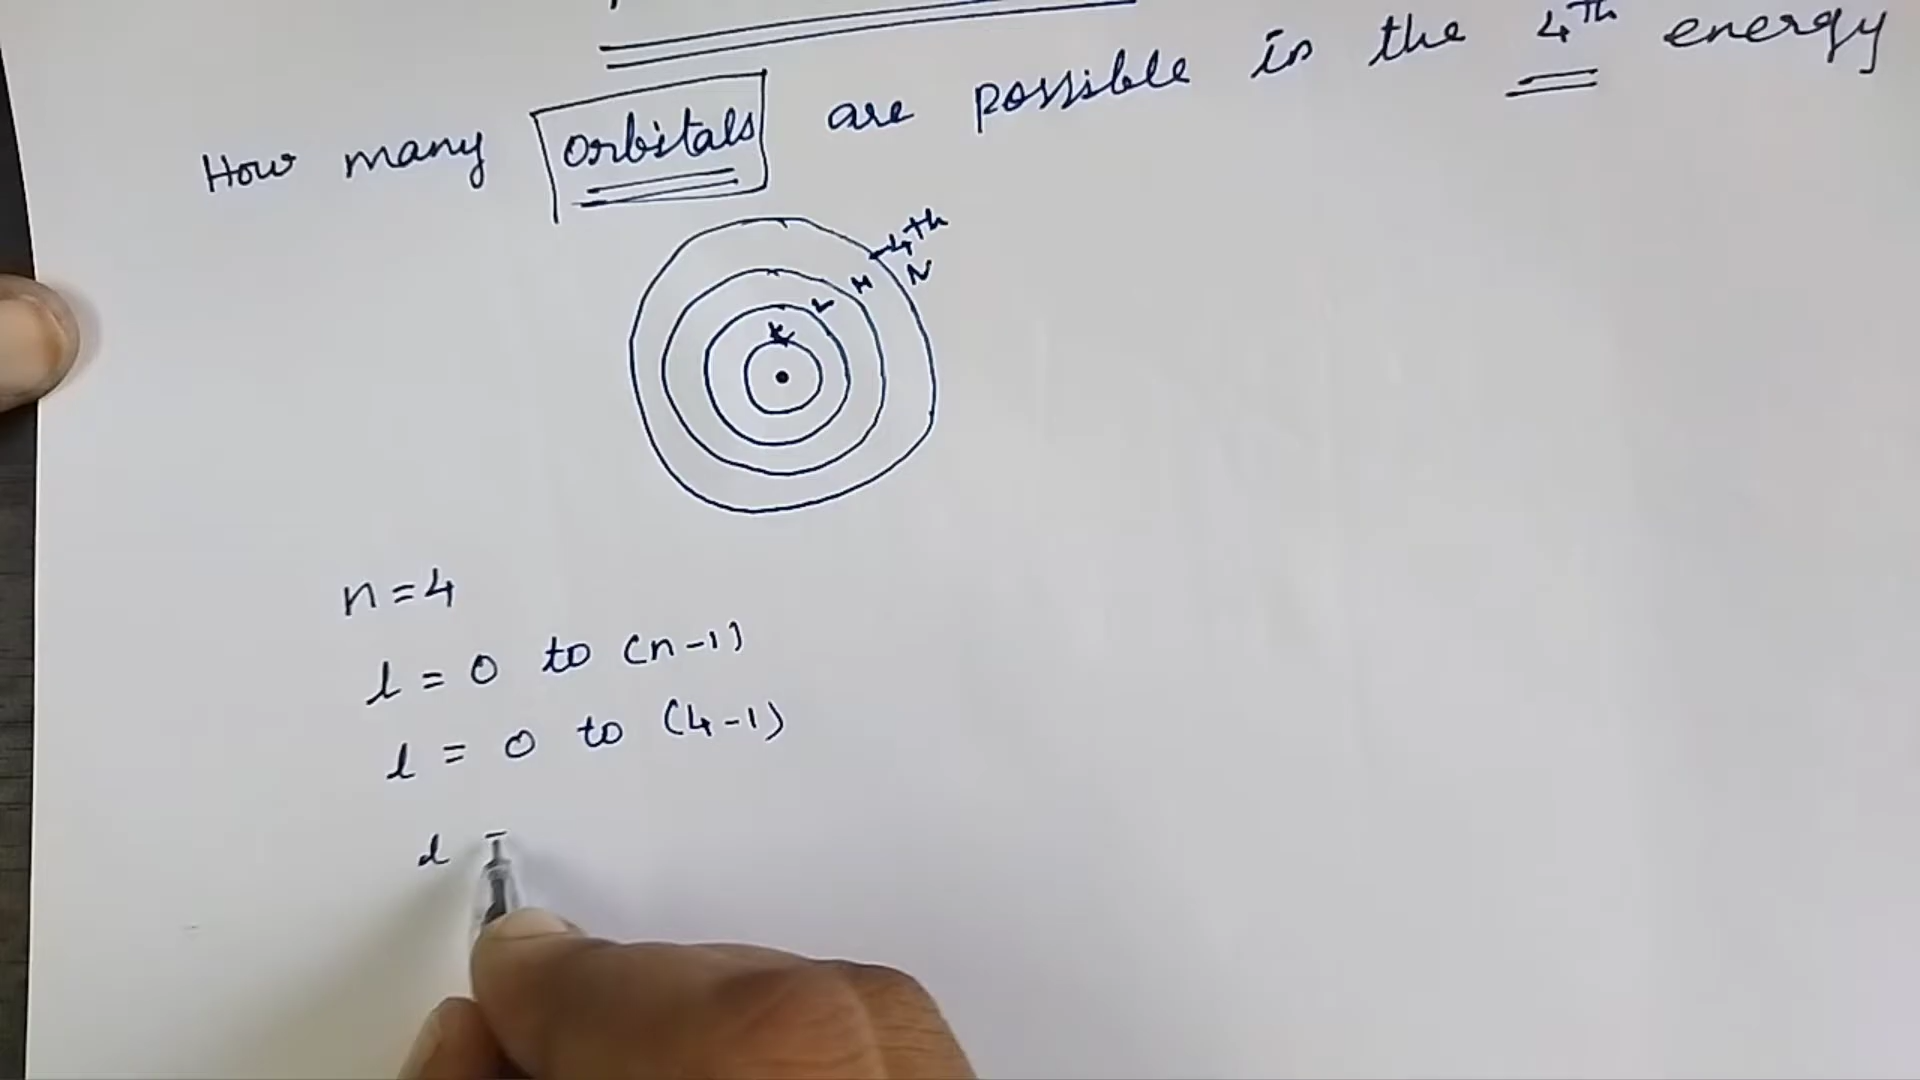 How many orbitals are possible in the 4th energy
4th
N
M
L
K
n = 4
l = 0 to (n-1)
l = 0 to (4-1)
l =